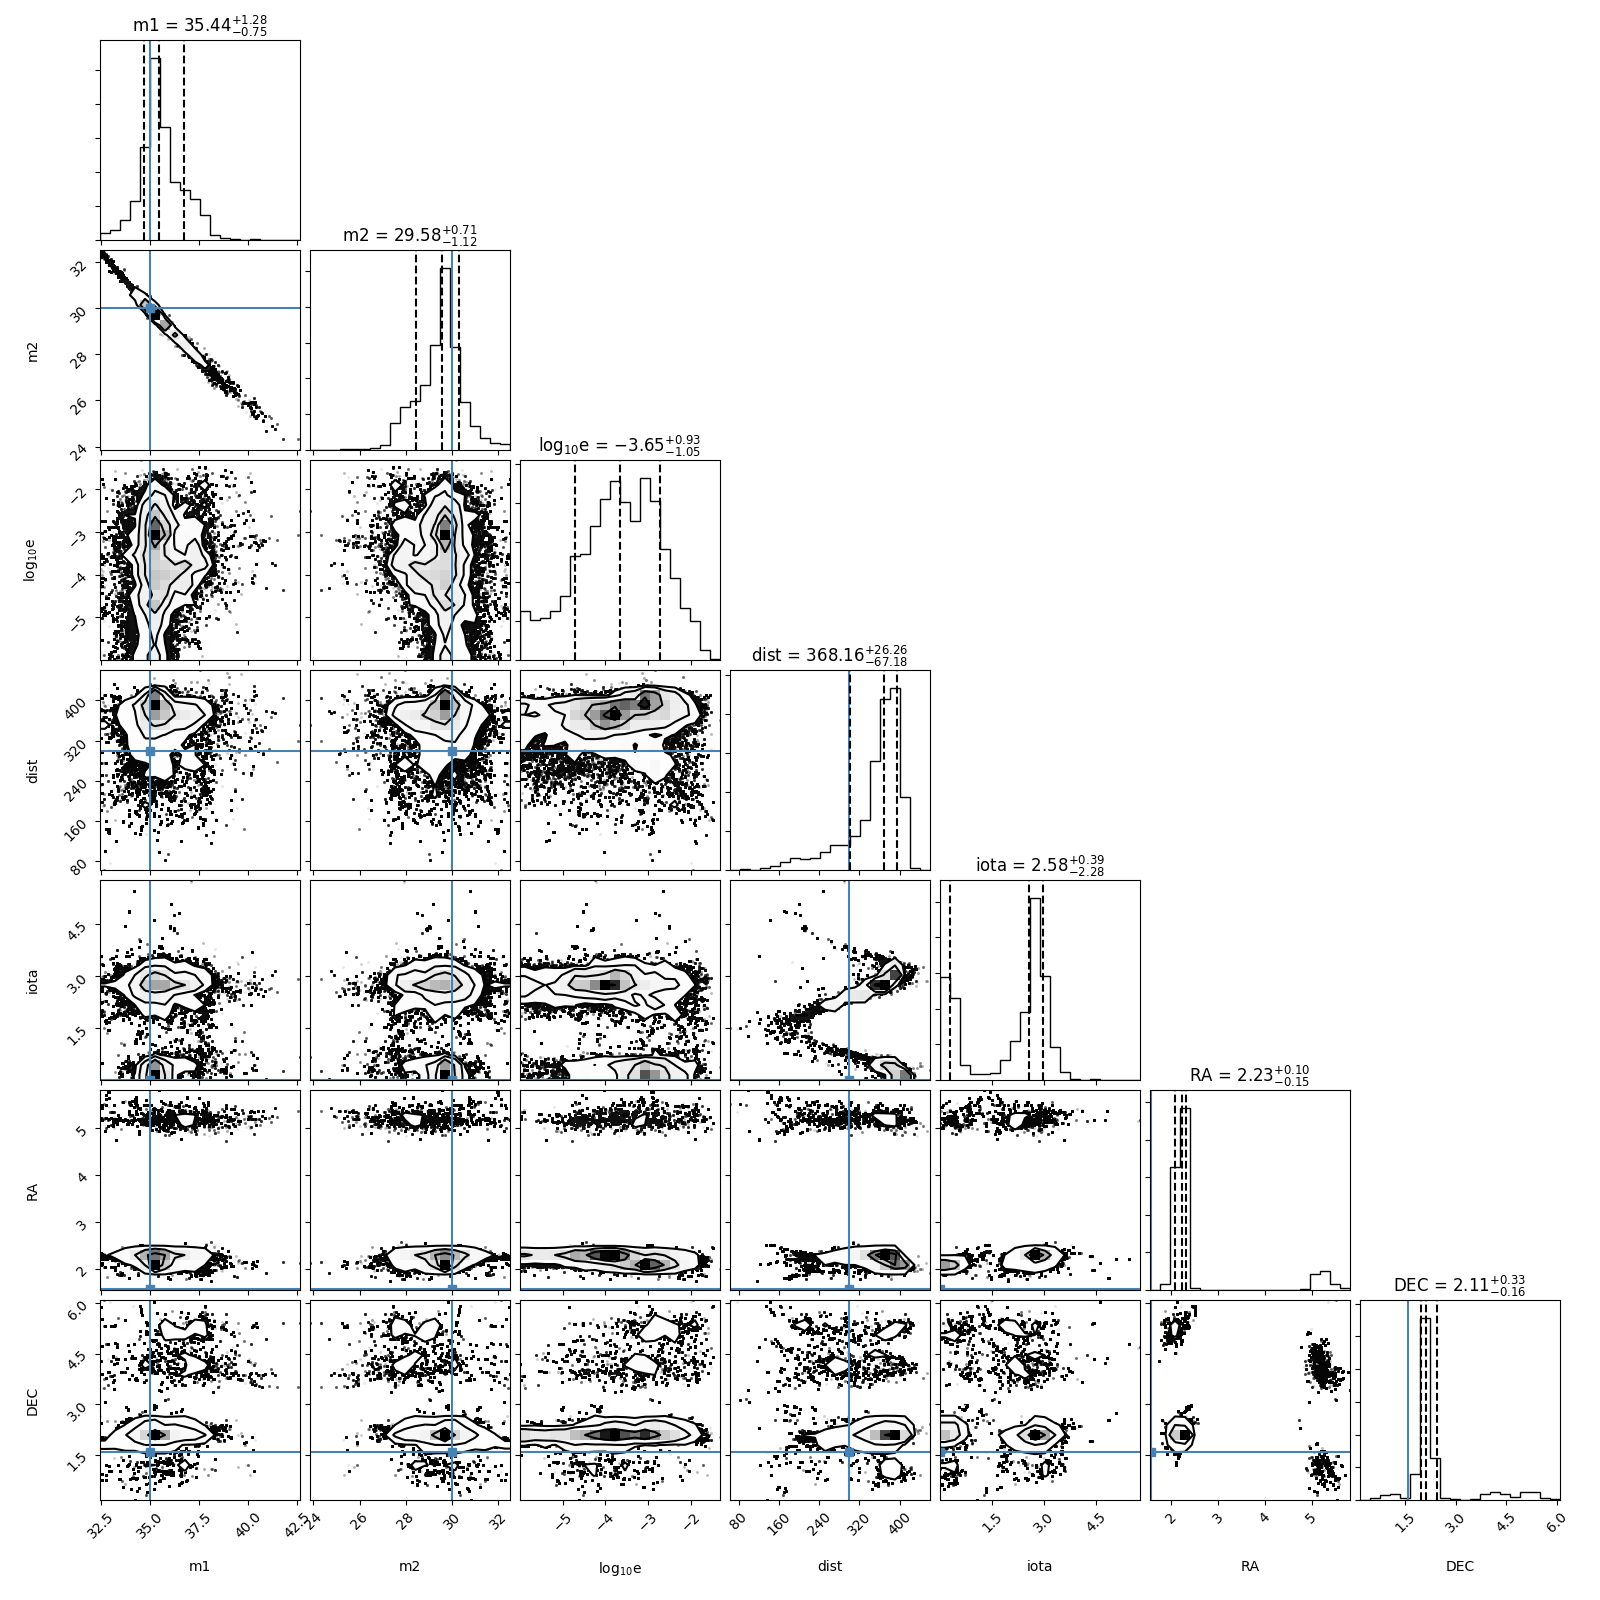 m1 = 35.44+1.28−0.75
m2 = 29.58+0.71−1.12
32
30
28
26
24
m2
log10e = −3.65+0.93−1.05
−2
−3
−4
−5
log10e
dist = 368.16+26.26−67.18
400
320
240
160
80
dist
iota = 2.58+0.39−2.28
4.5
3.0
1.5
iota
RA = 2.23+0.10−0.15
5
4
3
2
RA
DEC = 2.11+0.33−0.16
6.0
4.5
3.0
1.5
DEC
32.5 35.0 37.5 40.0 42.5 24 26 28 30 32 −5 −4 −3 −2 80 160 240 320 400 1.5 3.0 4.5 2 3 4 5 1.5 3.0 4.5 6.0
m1 m2 log10e dist iota RA DEC